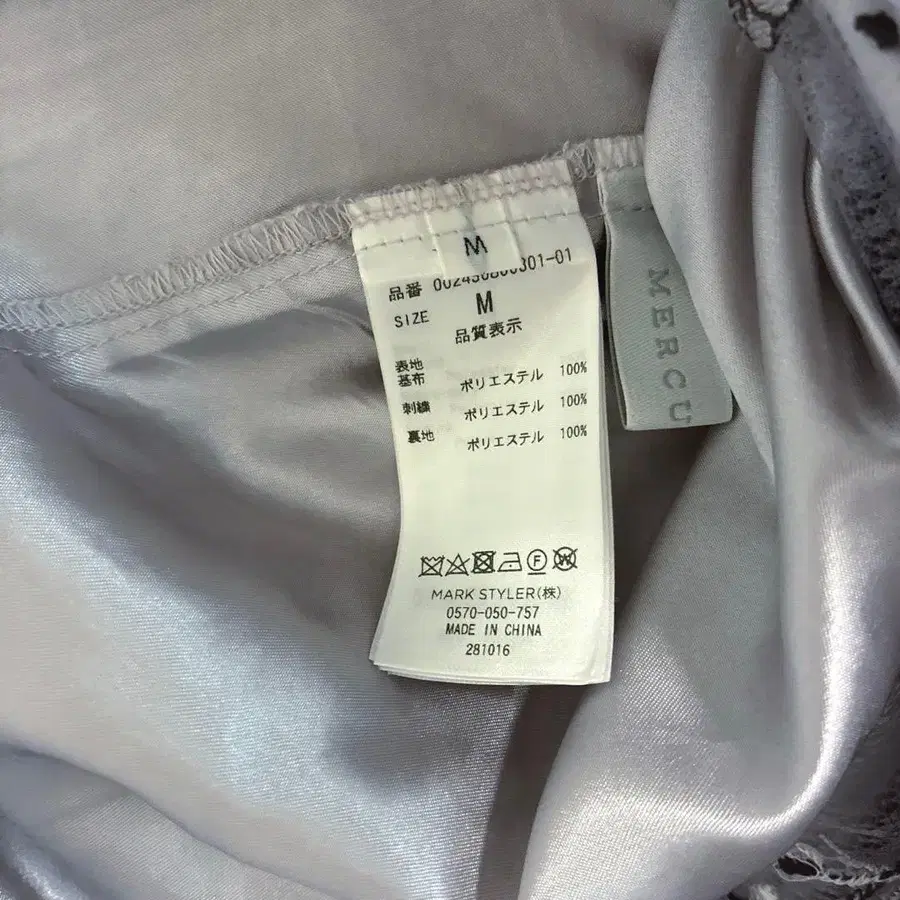 M
品番
SIZE M
品質表示
表地
基布 ポリエステル 100%
刺繍 ポリエステル 100%
裏地 ポリエステル 100%
MARK STYLER(株)
0570-050-757
MADE IN CHINA
281016
MERCU